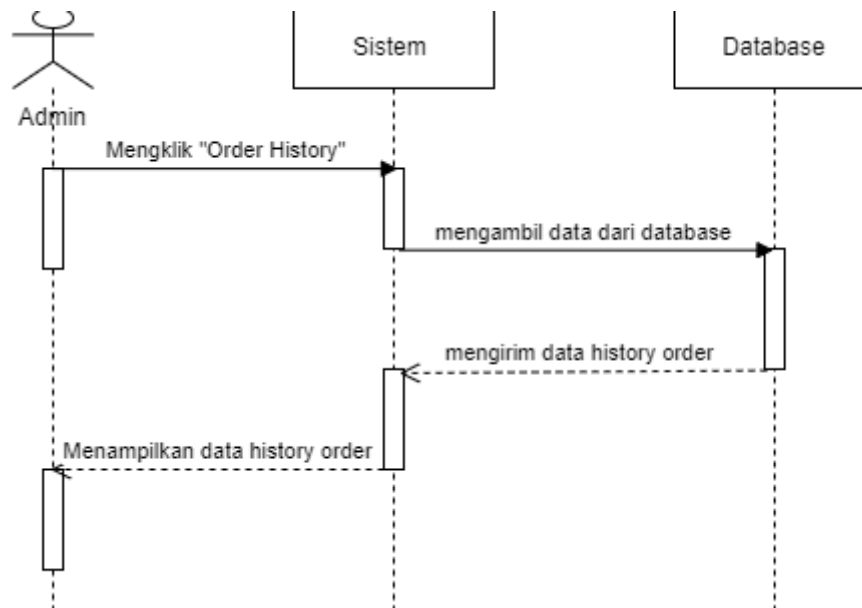 Sistem
Database
Admin
Mengklik "Order History"
mengambil data dari database
mengirim data history order
Menampilkan data history order